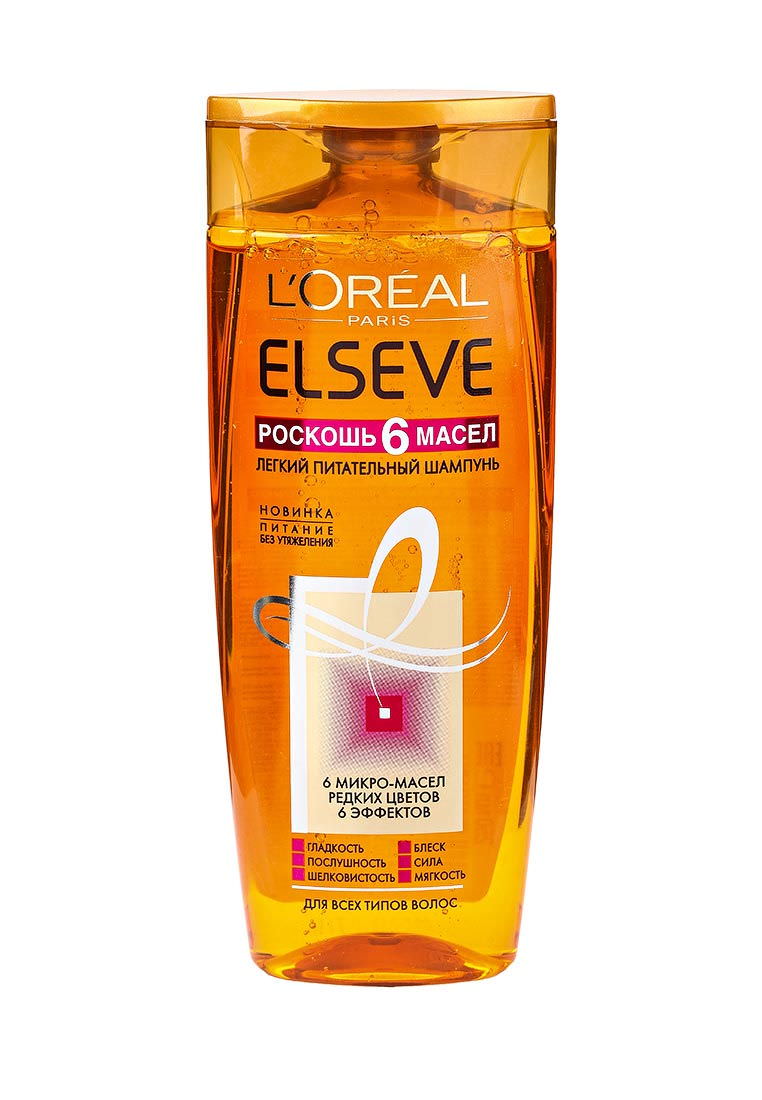 L'ORÉAL
PARIS
ELSEVE
РОСКОШЬ 6 МАСЕЛ
ЛЕГКИЙ ПИТАТЕЛЬНЫЙ ШАМПУНЬ
НОВИНКА
ПИТАНИЕ
БЕЗ УТЯЖЕЛЕНИЯ
6 МИКРО-МАСЕЛ
РЕДКИХ ЦВЕТОВ
6 ЭФФЕКТОВ
ГЛАДКОСТЬ БЛЕСК
ПОСЛУШНОСТЬ СИЛА
ШЕЛКОВИСТОСТЬ МЯГКОСТЬ
ДЛЯ ВСЕХ ТИПОВ ВОЛОС